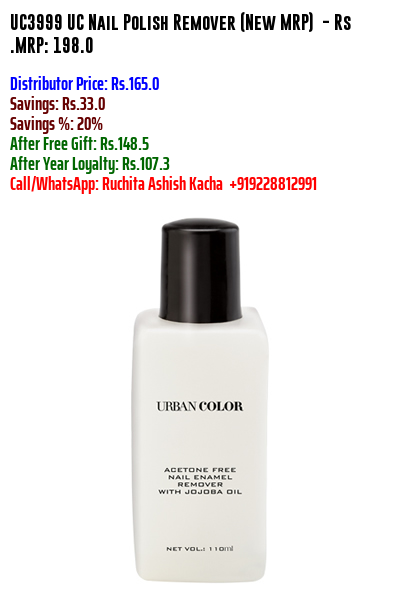 UC3999 UC Nail Polish Remover (New MRP) - Rs
.MRP: 198.0
Distributor Price: Rs.165.0
Savings: Rs.33.0
Savings %: 20%
After Free Gift: Rs.148.5
After Year Loyalty: Rs.107.3
Call/WhatsApp: Ruchita Ashish Kacha +919228812991
URBAN COLOR
ACETONE FREE
NAIL ENAMEL
REMOVER
WITH JOJOBA OIL
NET VOL.: 110ml